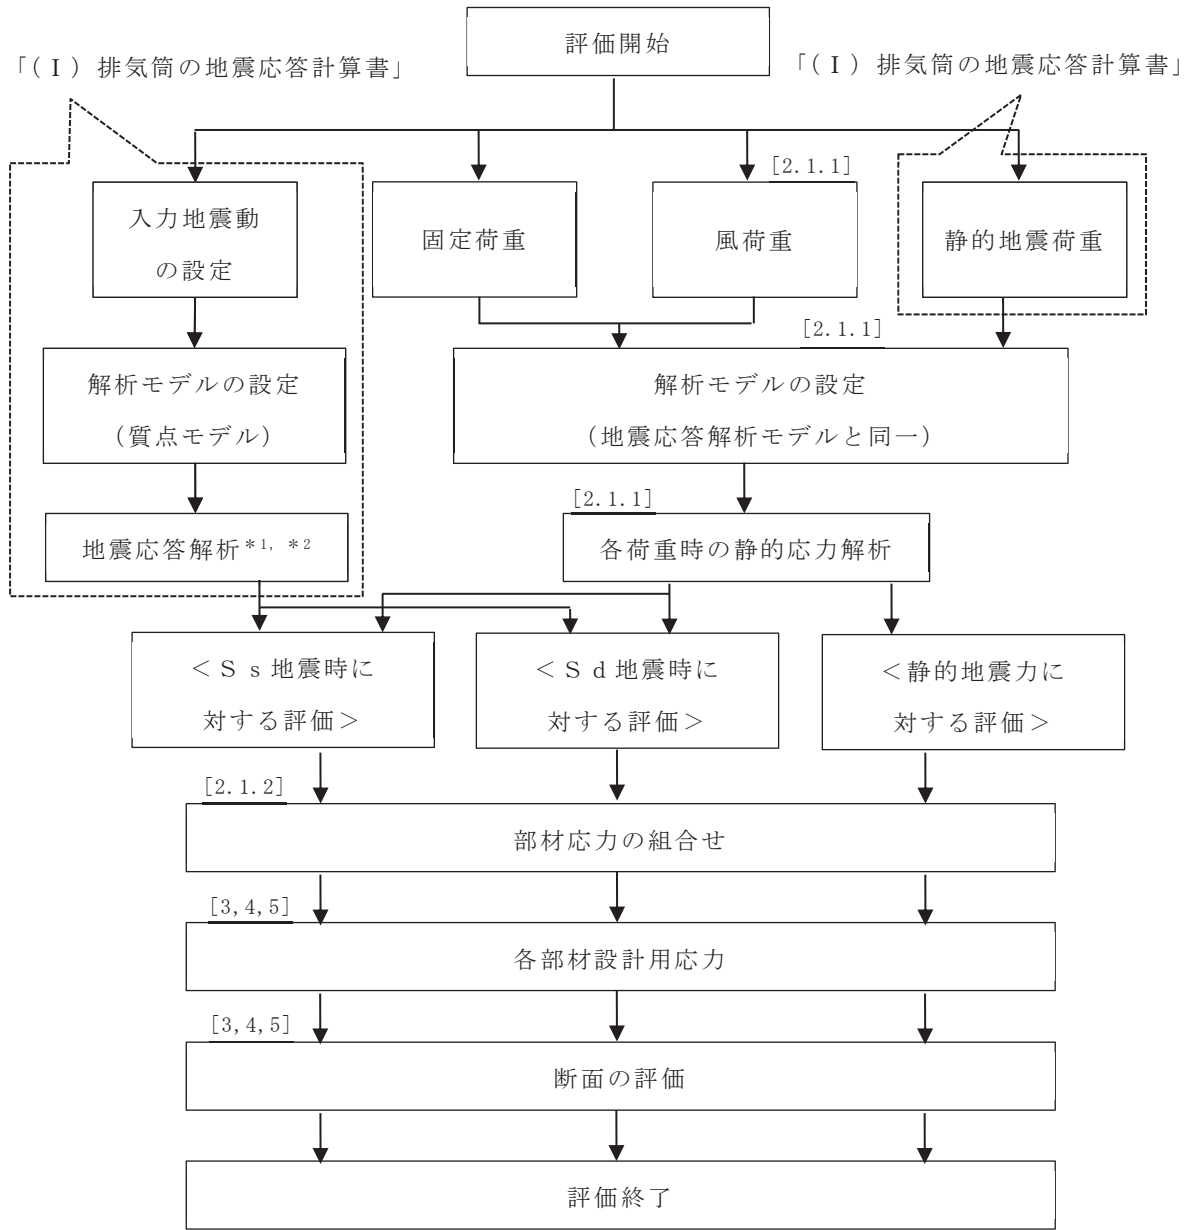 評価開始
「(Ⅰ)排気筒の地震応答計算書」
「(Ⅰ)排気筒の地震応答計算書」
[2.1.1]
入力地震動
の設定
固定荷重
風荷重
静的地震荷重
[2.1.1]
解析モデルの設定
(質点モデル)
解析モデルの設定
(地震応答解析モデルと同一)
[2.1.1]
地震応答解析*1, *2
各荷重時の静的応力解析
<Ss地震時に
対する評価>
<Sd地震時に
対する評価>
<静的地震力に
対する評価>
[2.1.2]
部材応力の組合せ
[3,4,5]
各部材設計用応力
[3,4,5]
断面の評価
評価終了